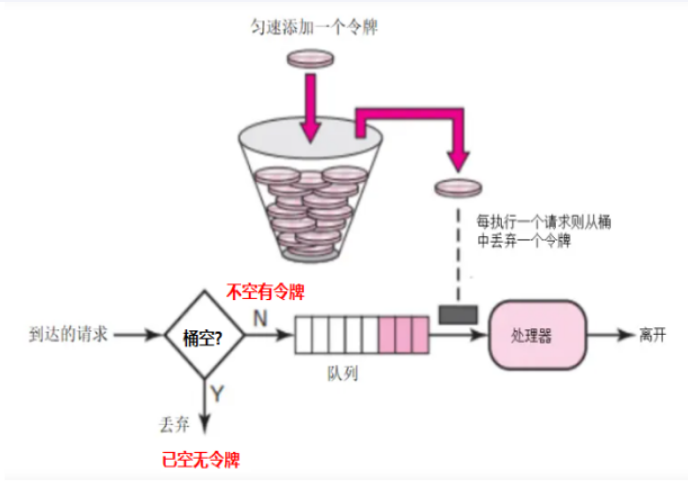 匀速添加一个令牌
每执行一个请求则从桶
中丢弃一个令牌
不空有令牌
到达的请求
桶空?
N
队列
处理器
离开
Y
丢弃
已空无令牌